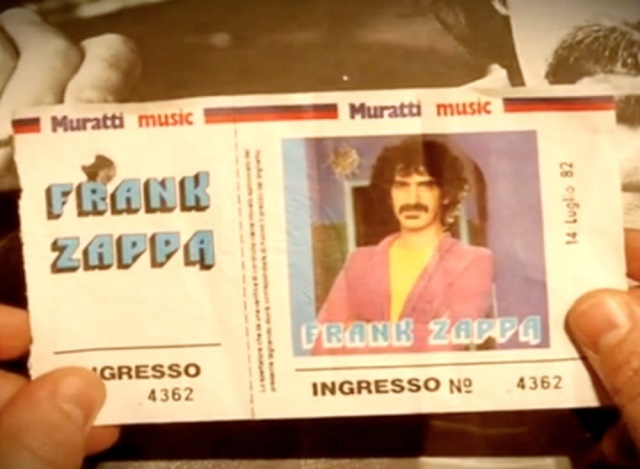 Muratti music
Muratti music
FRANK
ZAPPA
14 Luglio 82
FRANK ZAPPA
INGRESSO
4362
INGRESSO No
4362